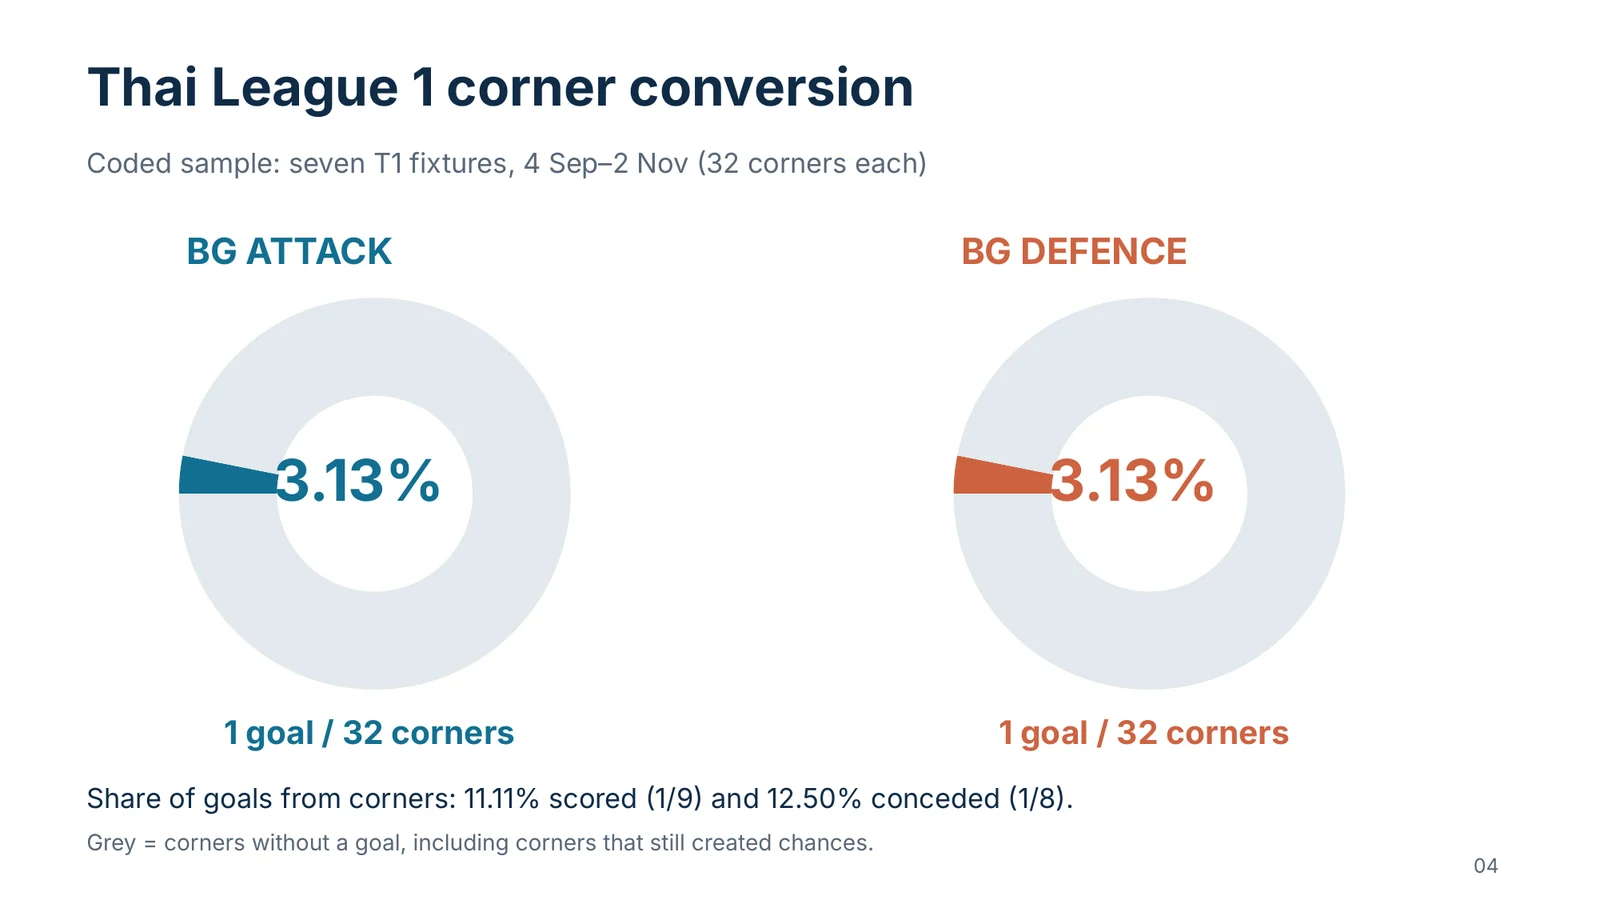 Thai League 1 corner conversion
Coded sample: seven T1 fixtures, 4 Sep–2 Nov (32 corners each)
BG ATTACK
3.13%
1 goal / 32 corners
BG DEFENCE
3.13%
1 goal / 32 corners
Share of goals from corners: 11.11% scored (1/9) and 12.50% conceded (1/8).
Grey = corners without a goal, including corners that still created chances.
04